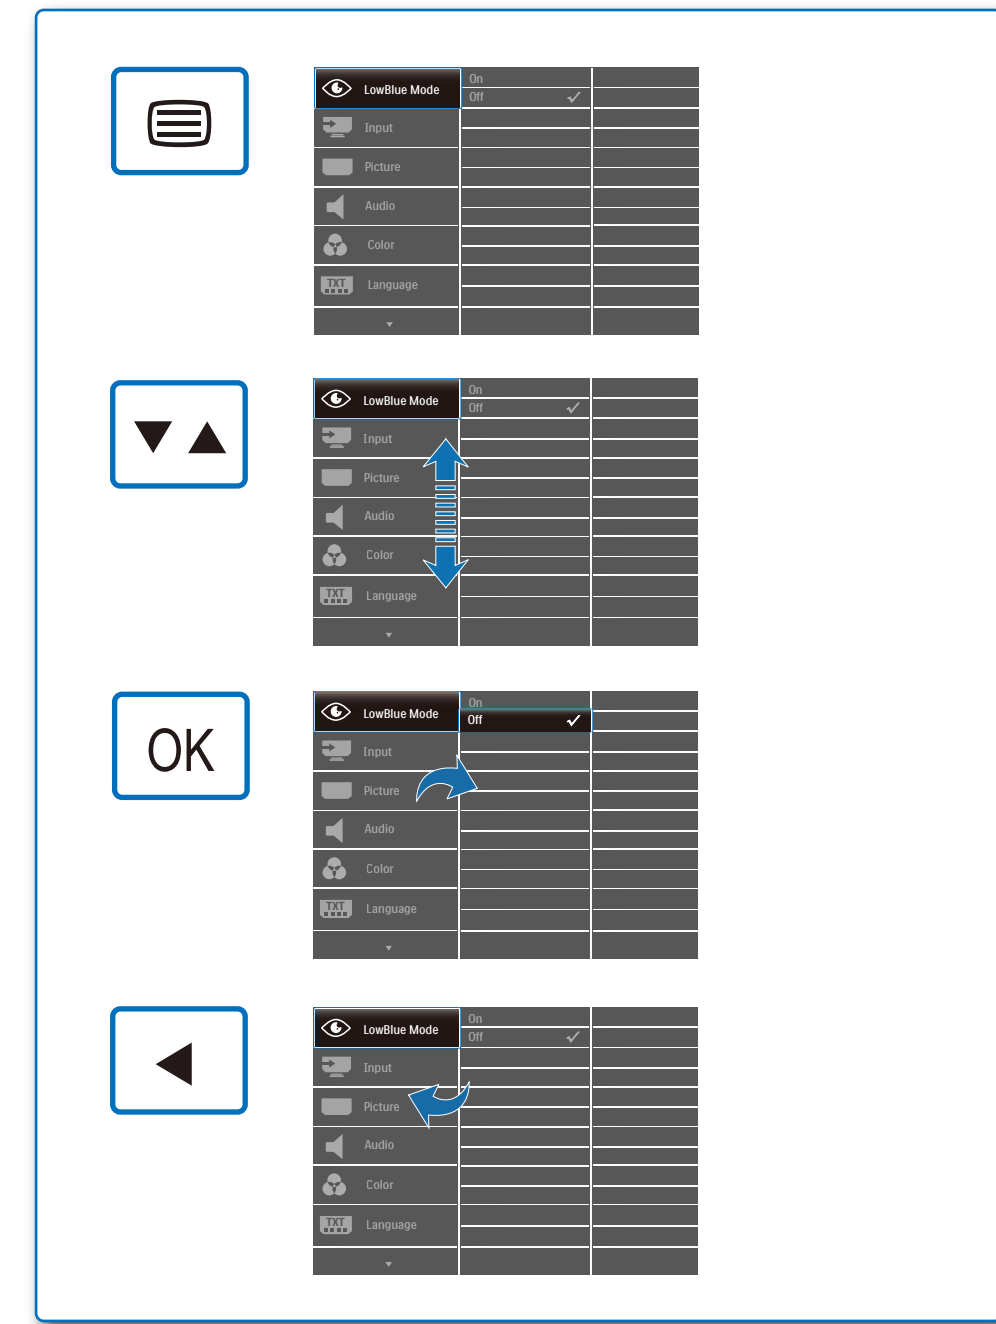 LowBlue Mode
On
Off
Input
Picture
Audio
Color
TXT
Language
LowBlue Mode
On
Off
Input
Picture
Audio
Color
TXT
Language
OK
LowBlue Mode
On
Off
Input
Picture
Audio
Color
TXT
Language
LowBlue Mode
On
Off
Input
Picture
Audio
Color
TXT
Language